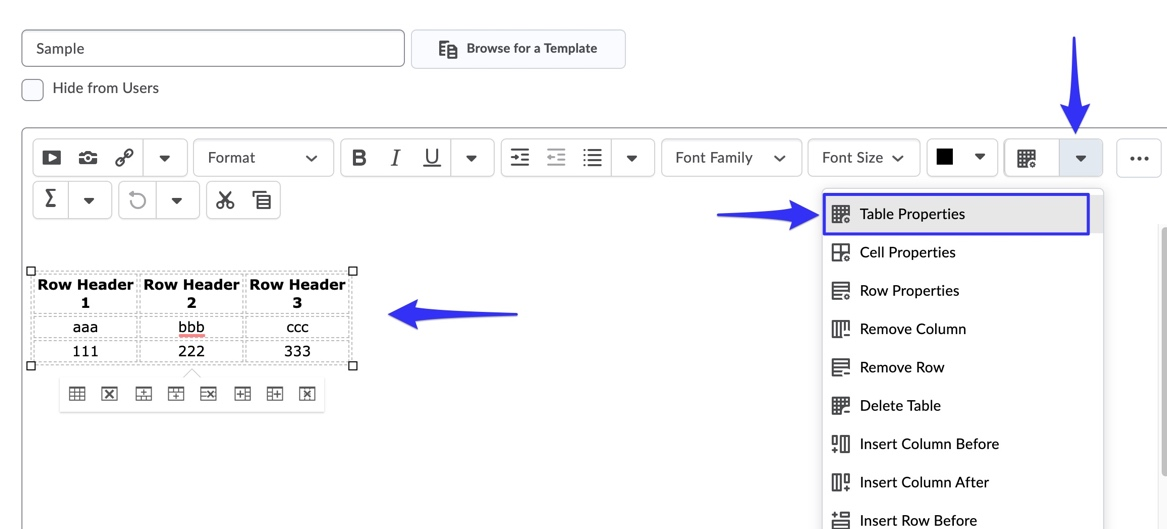 Sample
Browse for a Template
Hide from Users
Format
B I U
Font Family
Font Size
Σ
Table Properties
Cell Properties
Row Properties
Remove Column
Remove Row
Delete Table
Insert Column Before
Insert Column After
Insert Row Before
Row Header Row Header Row Header
1 2 3
aaa bbb ccc
111 222 333